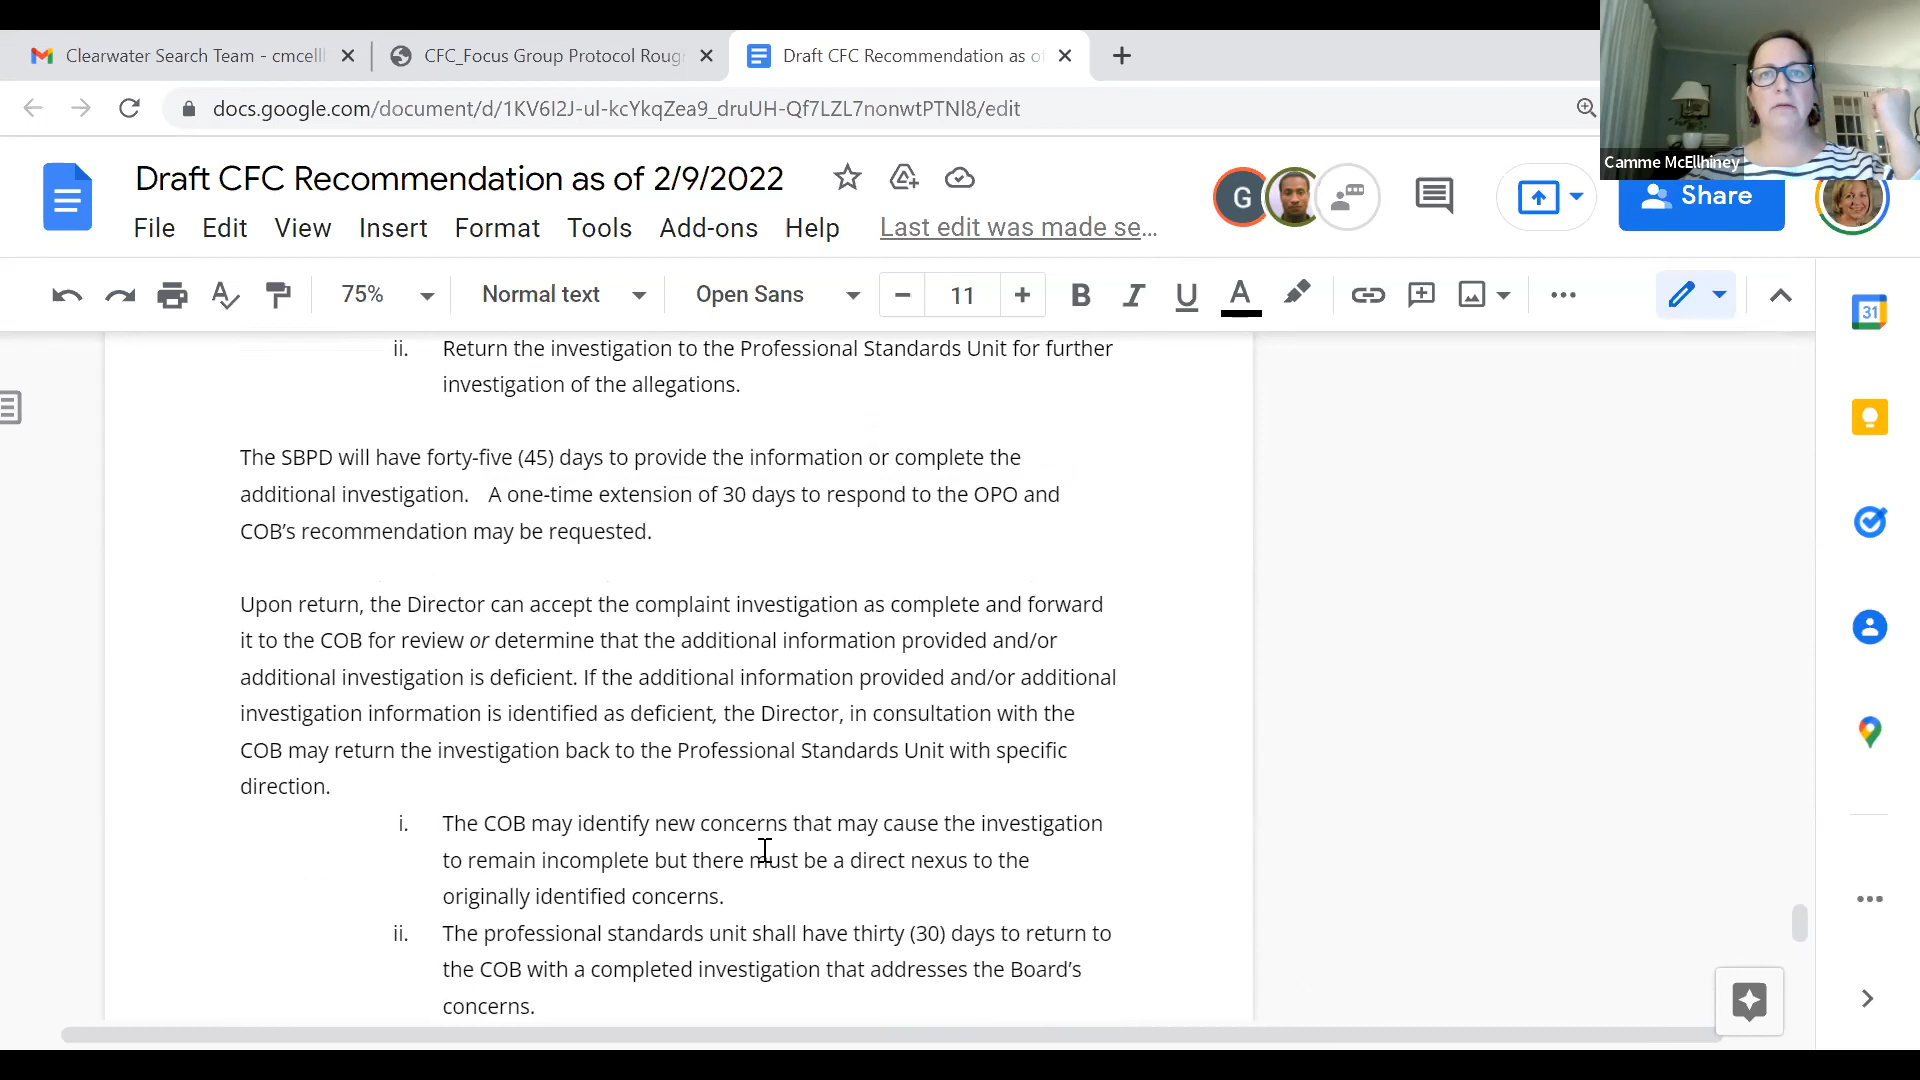 Clearwater Search Team - cmcelll
CFC_Focus Group Protocol Roug
Draft CFC Recommendation as of
docs.google.com/document/d/1KV6I2J-ul-kcYkqZea9_druUH-Qf7LZL7nonwtPTNl8/edit
Camme McEllhiney
Draft CFC Recommendation as of 2/9/2022
G
Share
File Edit View Insert Format Tools Add-ons Help Last edit was made se...
75% Normal text Open Sans 11 B I U A
31
ii. Return the investigation to the Professional Standards Unit for further
investigation of the allegations.
The SBPD will have forty-five (45) days to provide the information or complete the
additional investigation. A one-time extension of 30 days to respond to the OPO and
COB’s recommendation may be requested.
Upon return, the Director can accept the complaint investigation as complete and forward
it to the COB for review or determine that the additional information provided and/or
additional investigation is deficient. If the additional information provided and/or additional
investigation information is identified as deficient, the Director, in consultation with the
COB may return the investigation back to the Professional Standards Unit with specific
direction.
i. The COB may identify new concerns that may cause the investigation
to remain incomplete but there must be a direct nexus to the
originally identified concerns.
ii. The professional standards unit shall have thirty (30) days to return to
the COB with a completed investigation that addresses the Board’s
concerns.